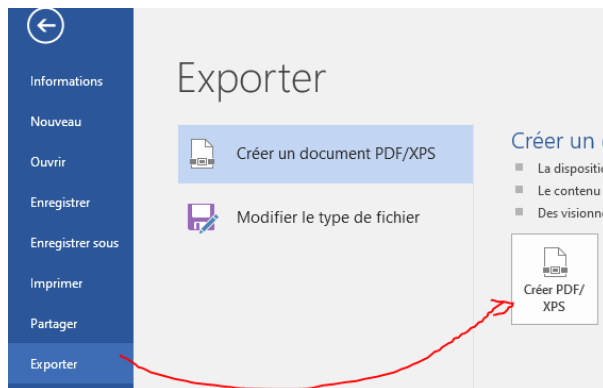 Exporter
Informations
Nouveau
Ouvrir
Enregistrer
Enregistrer sous
Imprimer
Partager
Exporter
Créer un document PDF/XPS
Modifier le type de fichier
Créer un
La dispositi
Le contenu
Des visionn
Créer PDF/
XPS